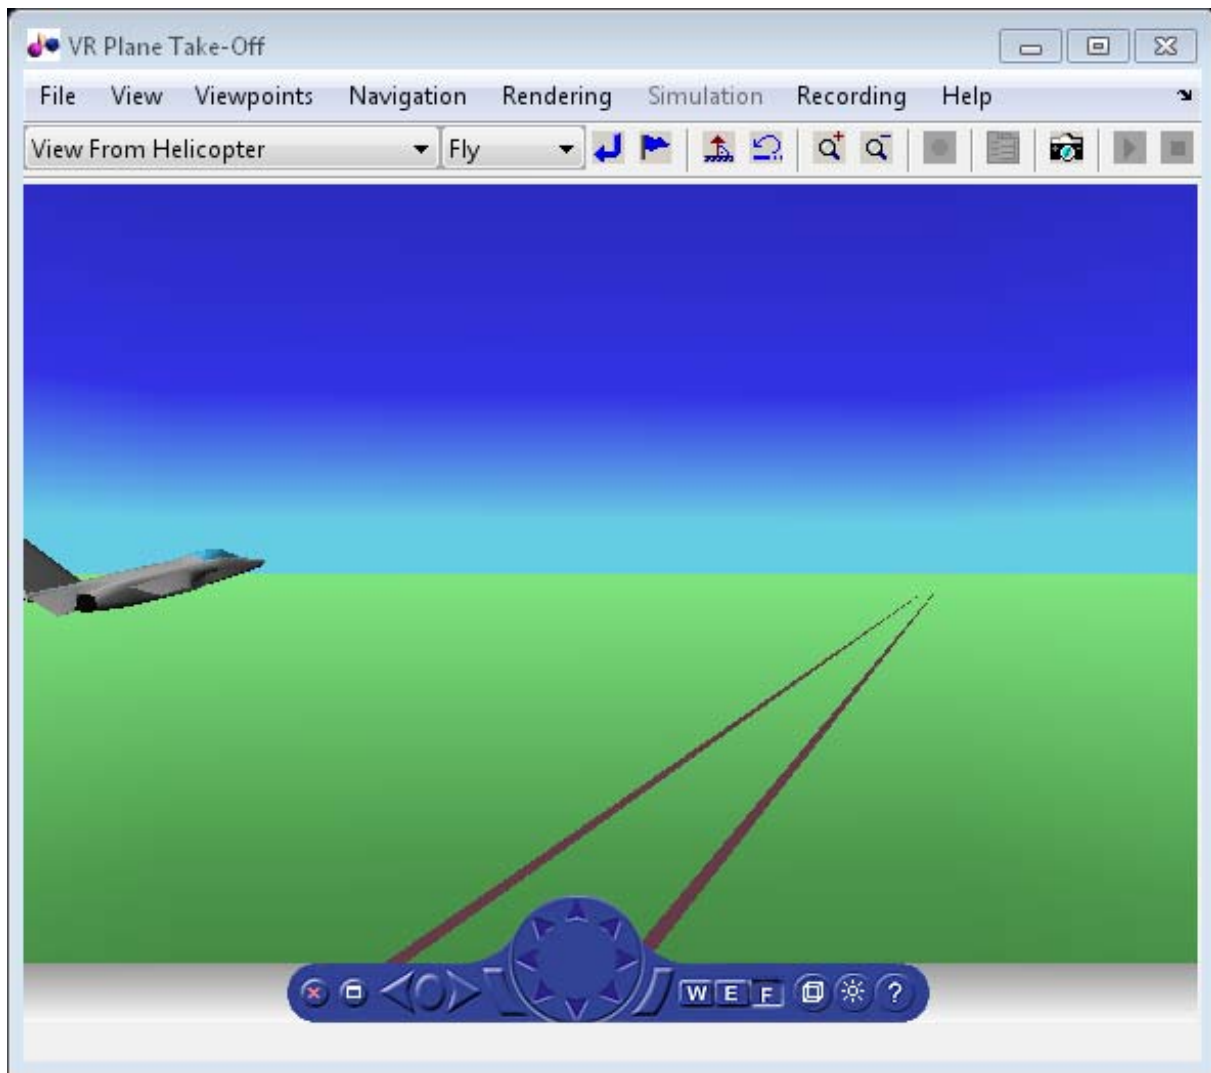 VR Plane Take-Off
File View Viewpoints Navigation Rendering Simulation Recording Help
View From Helicopter Fly
W E F ?